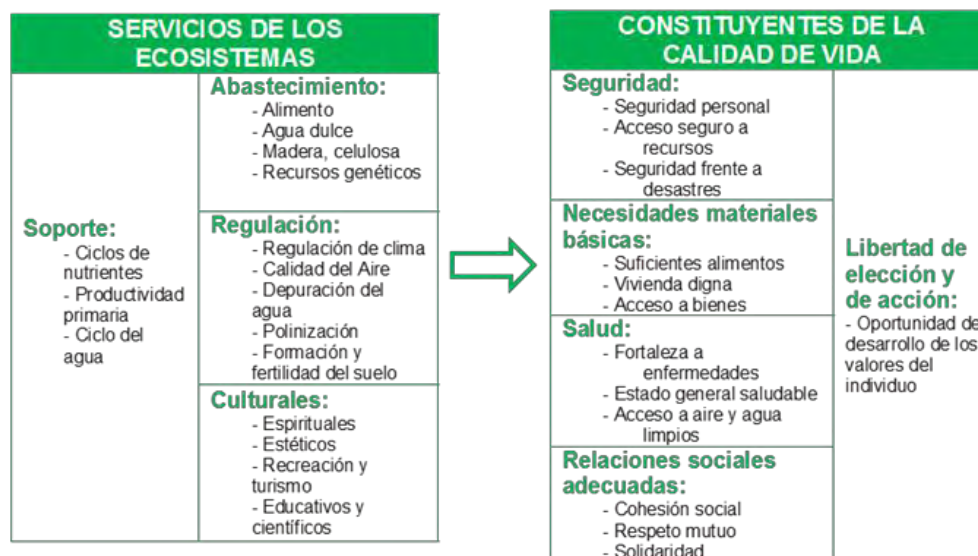 SERVICIOS DE LOS
ECOSISTEMAS
Soporte:
- Ciclos de
nutrientes
- Productividad
primaria
- Ciclo del
agua
Abastecimiento:
- Alimento
- Agua dulce
- Madera, celulosa
- Recursos genéticos
Regulación:
- Regulación de clima
- Calidad del Aire
- Depuración del
agua
- Polinización
- Formación y
fertilidad del suelo
Culturales:
- Espirituales
- Estéticos
- Recreación y
turismo
- Educativos y
científicos
CONSTITUYENTES DE LA
CALIDAD DE VIDA
Seguridad:
- Seguridad personal
- Acceso seguro a
recursos
- Seguridad frente a
desastres
Necesidades materiales
básicas:
- Suficientes alimentos
- Vivienda digna
- Acceso a bienes
Salud:
- Fortaleza a
enfermedades
- Estado general saludable
- Acceso a aire y agua
limpios
Relaciones sociales
adecuadas:
- Cohesión social
- Respeto mutuo
- Solidaridad
Libertad de
elección y
de acción:
- Oportunidad de
desarrollo de los
valores del
individuo